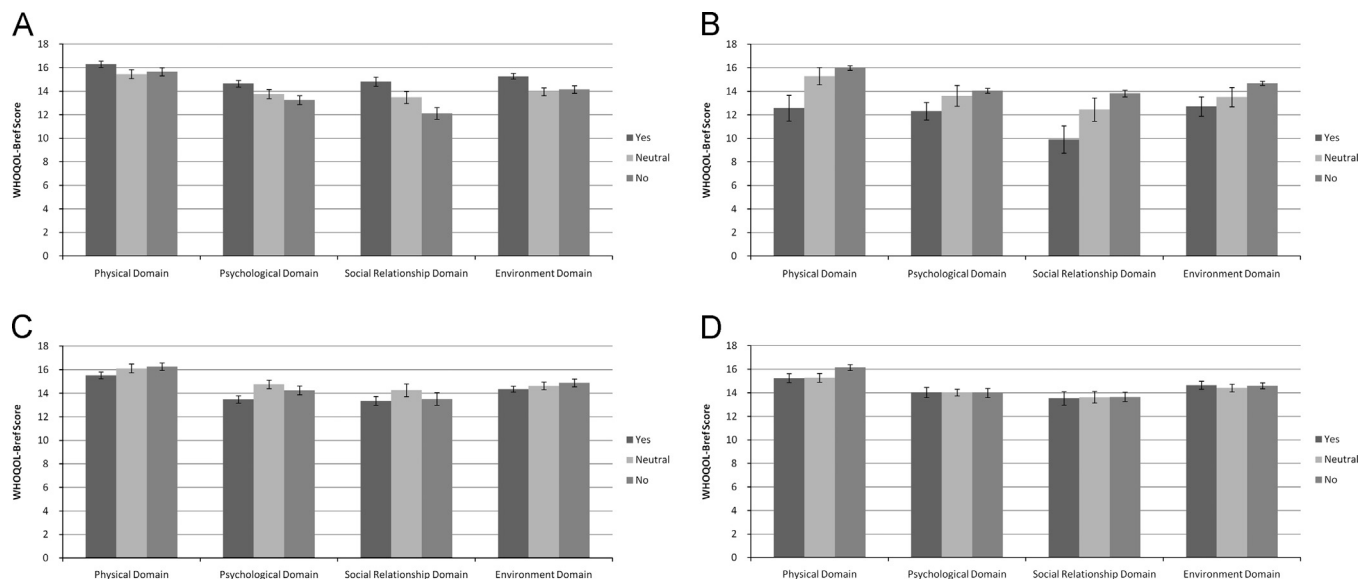 A
18
16
14
12
10
8
6
4
2
0
WHOQOL-Bref Score
Physical Domain Psychological Domain Social Relationship Domain Environment Domain
Yes
Neutral
No
B
18
16
14
12
10
8
6
4
2
0
WHOQOL-Bref Score
Physical Domain Psychological Domain Social Relationship Domain Environment Domain
Yes
Neutral
No
C
18
16
14
12
10
8
6
4
2
0
WHOQOL-Bref Score
Physical Domain Psychological Domain Social Relationship Domain Environment Domain
Yes
Neutral
No
D
18
16
14
12
10
8
6
4
2
0
WHOQOL-Bref Score
Physical Domain Psychological Domain Social Relationship Domain Environment Domain
Yes
Neutral
No